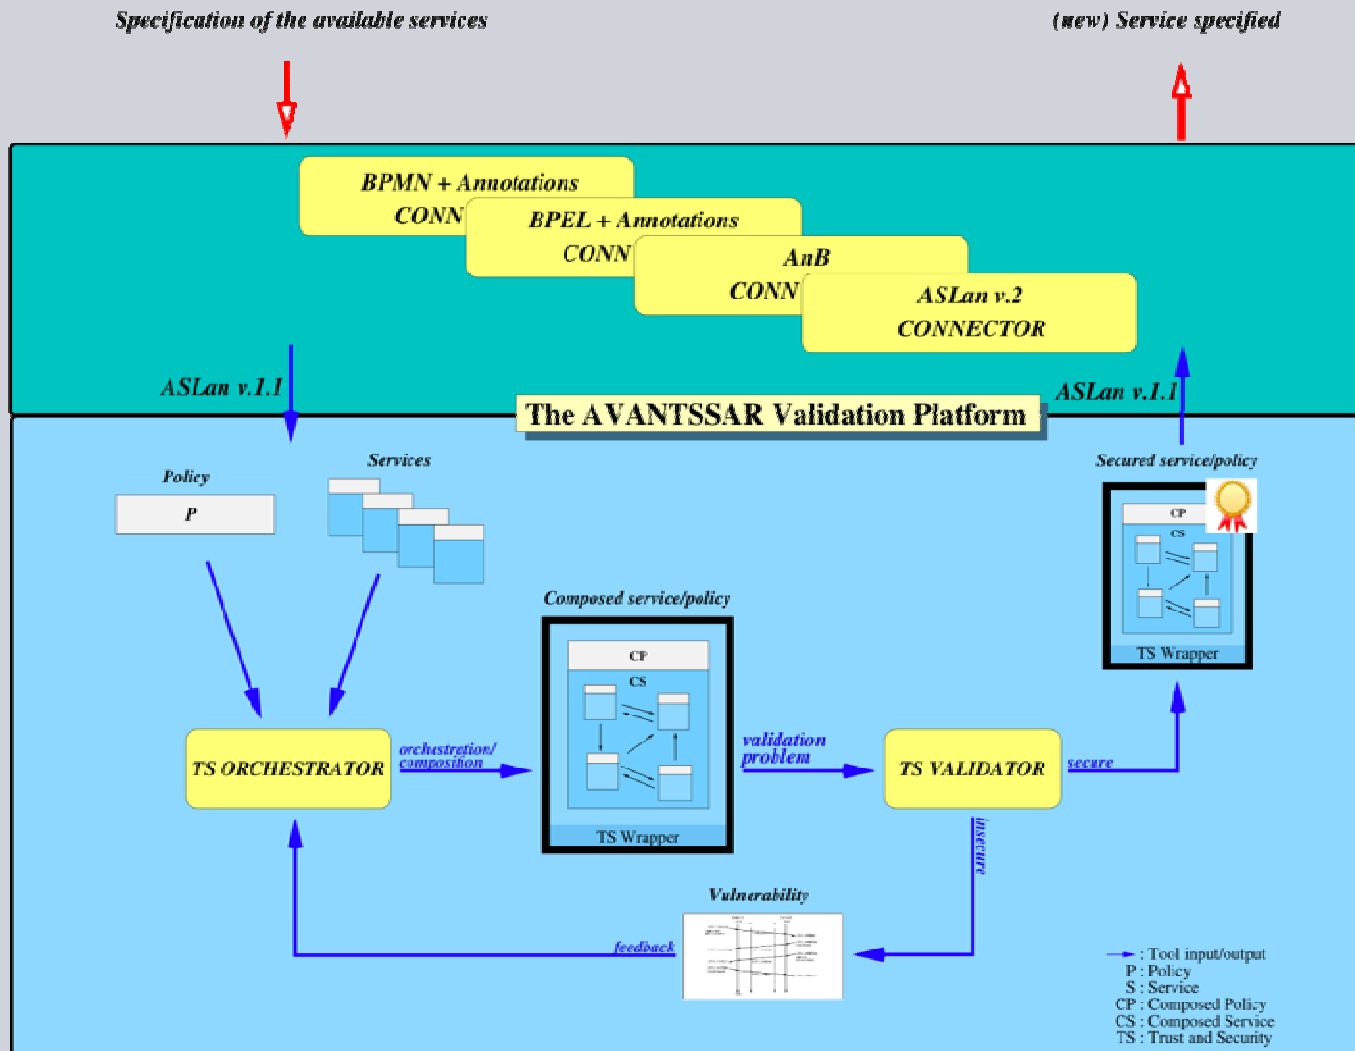 Specification of the available services
(new) Service specified
BPMN + Annotations
CONN
BPEL + Annotations
CONN
AnB
CONN
ASLan v.2
CONNECTOR
ASLan v.1.1
ASLan v.1.1
The AVANTSSAR Validation Platform
Policy
P
Services
Secured service/policy
CP
CS
TS Wrapper
Composed service/policy
CP
CS
TS Wrapper
TS ORCHESTRATOR
orchestration/
composition
validation
problem
TS VALIDATOR
secure
insecure
Vulnerability
feedback
: Tool input/output
P : Policy
S : Service
CP : Composed Policy
CS : Composed Service
TS : Trust and Security